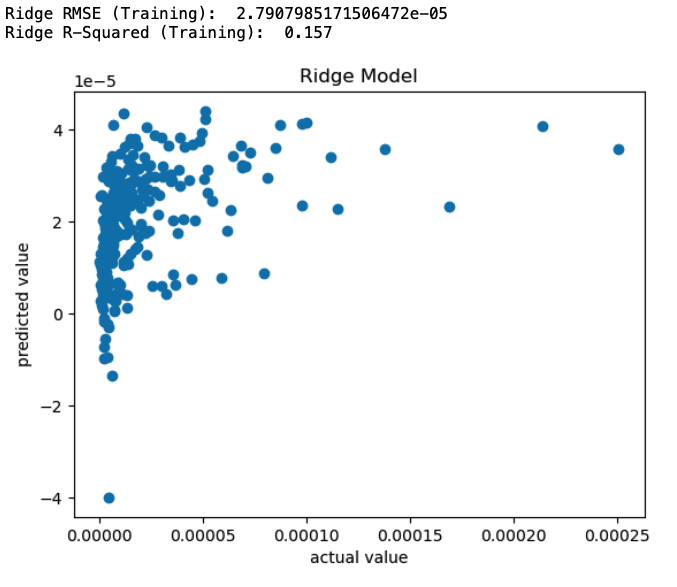 Ridge RMSE (Training):  2.7907985171506472e-05
Ridge R-Squared (Training):  0.157
Ridge Model
1e−5
4
2
0
−2
−4
predicted value
0.00000 0.00005 0.00010 0.00015 0.00020 0.00025
actual value